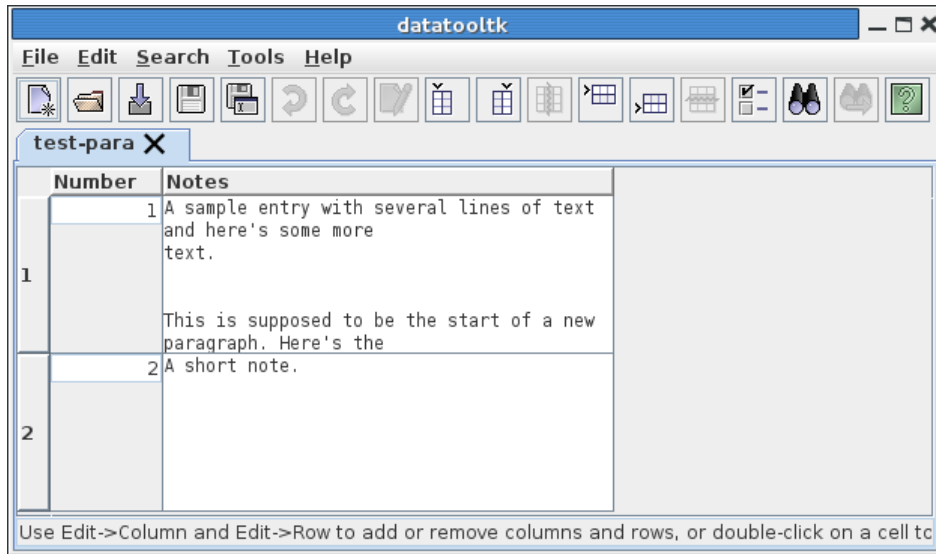 datatooltk
File Edit Search Tools Help
test-para
Number Notes
1 1 A sample entry with several lines of text
and here's some more
text.
This is supposed to be the start of a new
paragraph. Here's the
2 2 A short note.
Use Edit->Column and Edit->Row to add or remove columns and rows, or double-click on a cell to